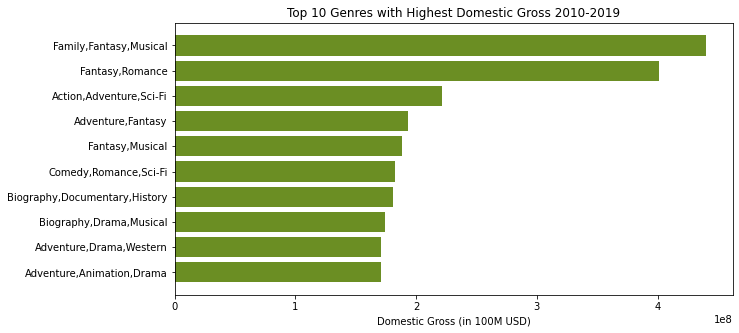 Top 10 Genres with Highest Domestic Gross 2010-2019
Family,Fantasy,Musical
Fantasy,Romance
Action,Adventure,Sci-Fi
Adventure,Fantasy
Fantasy,Musical
Comedy,Romance,Sci-Fi
Biography,Documentary,History
Biography,Drama,Musical
Adventure,Drama,Western
Adventure,Animation,Drama
0 1 2 3 4
1e8
Domestic Gross (in 100M USD)